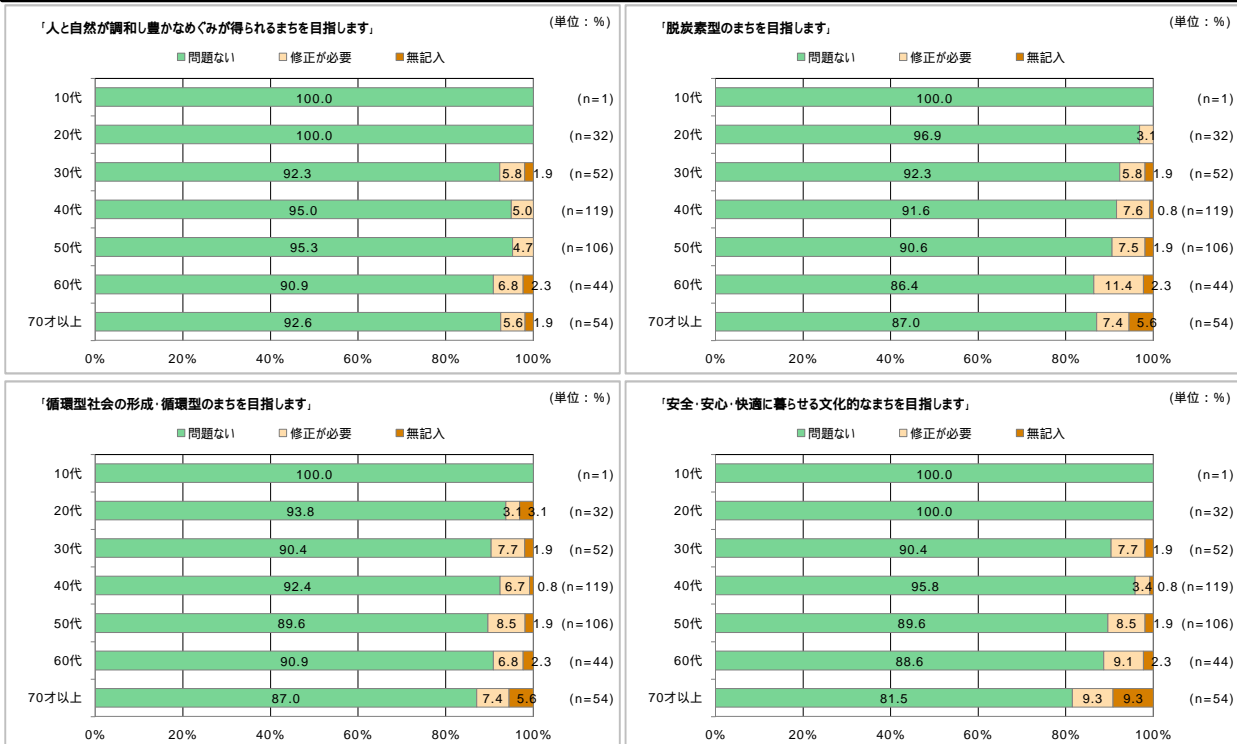 「人と自然が調和し豊かなめぐみが得られるまちを目指します」 (単位：%)
問題ない 修正が必要 無記入
10代 100.0 (n=1)
20代 100.0 (n=32)
30代 92.3 5.8 1.9 (n=52)
40代 95.0 5.0 (n=119)
50代 95.3 4.7 (n=106)
60代 90.9 6.8 2.3 (n=44)
70才以上 92.6 5.6 1.9 (n=54)
0% 20% 40% 60% 80% 100%
「脱炭素型のまちを目指します」 (単位：%)
問題ない 修正が必要 無記入
10代 100.0 (n=1)
20代 96.9 3.1 (n=32)
30代 92.3 5.8 1.9 (n=52)
40代 91.6 7.6 0.8 (n=119)
50代 90.6 7.5 1.9 (n=106)
60代 86.4 11.4 2.3 (n=44)
70才以上 87.0 7.4 5.6 (n=54)
0% 20% 40% 60% 80% 100%
「循環型社会の形成・循環型のまちを目指します」 (単位：%)
問題ない 修正が必要 無記入
10代 100.0 (n=1)
20代 93.8 3.1 3.1 (n=32)
30代 90.4 7.7 1.9 (n=52)
40代 92.4 6.7 0.8 (n=119)
50代 89.6 8.5 1.9 (n=106)
60代 90.9 6.8 2.3 (n=44)
70才以上 87.0 7.4 5.6 (n=54)
0% 20% 40% 60% 80% 100%
「安全・安心・快適に暮らせる文化的なまちを目指します」 (単位：%)
問題ない 修正が必要 無記入
10代 100.0 (n=1)
20代 100.0 (n=32)
30代 90.4 7.7 1.9 (n=52)
40代 95.8 3.4 0.8 (n=119)
50代 89.6 8.5 1.9 (n=106)
60代 88.6 9.1 2.3 (n=44)
70才以上 81.5 9.3 9.3 (n=54)
0% 20% 40% 60% 80% 100%